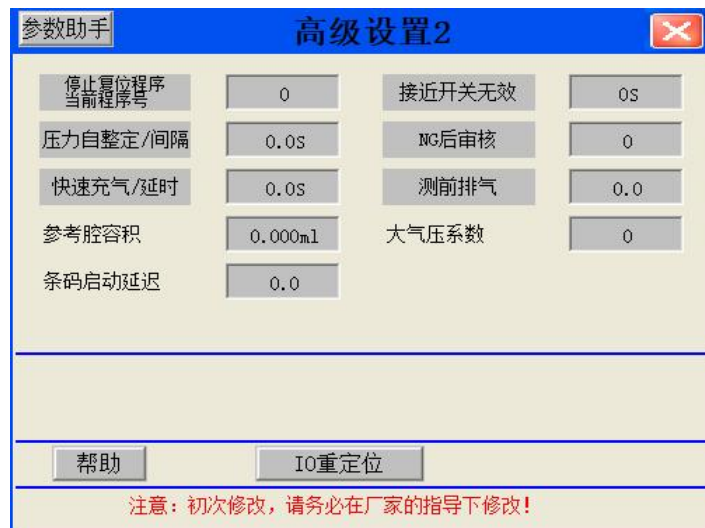 参数助手
高级设置2
停止复位程序
当前程序号
0
接近开关无效
0S
压力自整定/间隔
0.0S
NG后审核
0
快速充气/延时
0.0S
测前排气
0.0
参考腔容积
0.000ml
大气压系数
0
条码启动延迟
0.0
帮助
IO重定位
注意：初次修改，请务必在厂家的指导下修改！